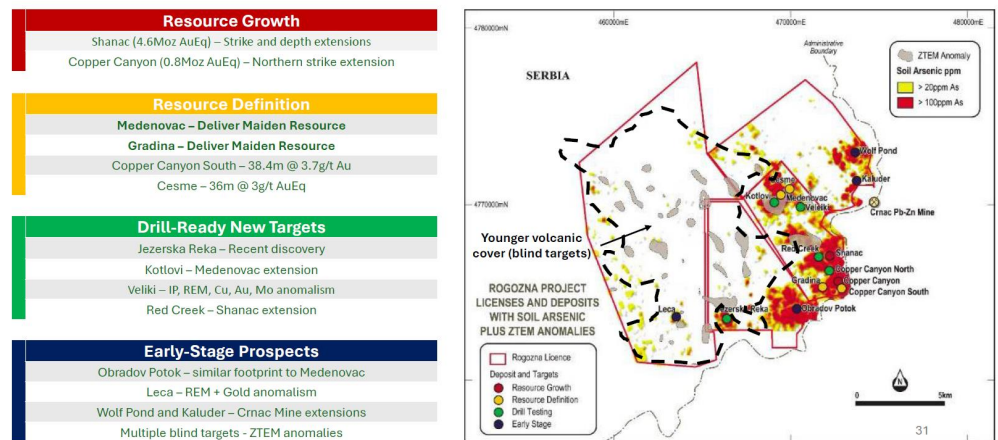 Resource Growth
Shanac (4.6Moz AuEq) – Strike and depth extensions
Copper Canyon (0.8Moz AuEq) – Northern strike extension
Resource Definition
Medenovac – Deliver Maiden Resource
Gradina – Deliver Maiden Resource
Copper Canyon South – 38.4m @ 3.7g/t Au
Cesme – 36m @ 3g/t AuEq
Drill-Ready New Targets
Jezerska Reka – Recent discovery
Kotlovi – Medenovac extension
Veliki – IP, REM, Cu, Au, Mo anomalism
Red Creek – Shanac extension
Early-Stage Prospects
Obradov Potok – similar footprint to Medenovac
Leca – REM + Gold anomalism
Wolf Pond and Kaluder – Crnac Mine extensions
Multiple blind targets - ZTEM anomalies
460000mE
470000mE
480000mE
4780000mN
4770000mN
SERBIA
Administrative
Boundary
ZTEM Anomaly
Soil Arsenic ppm
> 20ppm As
> 100ppm As
Wolf Pond
Kaluder
Crnac Pb-Zn Mine
Cesme
Kotlovi
Medenovac
Veleiki
Younger volcanic
cover (blind targets)
Red Creek
Shanac
Copper Canyon North
Gradina
Copper Canyon
Copper Canyon South
Obradov Potok
Leca
Jezerska Reka
ROGOZNA PROJECT
LICENSES AND DEPOSITS
WITH SOIL ARSENIC
PLUS ZTEM ANOMALIES
Rogozna Licence
Deposit and Targets
Resource Growth
Resource Definition
Drill Testing
Early Stage
N
0
5km
31